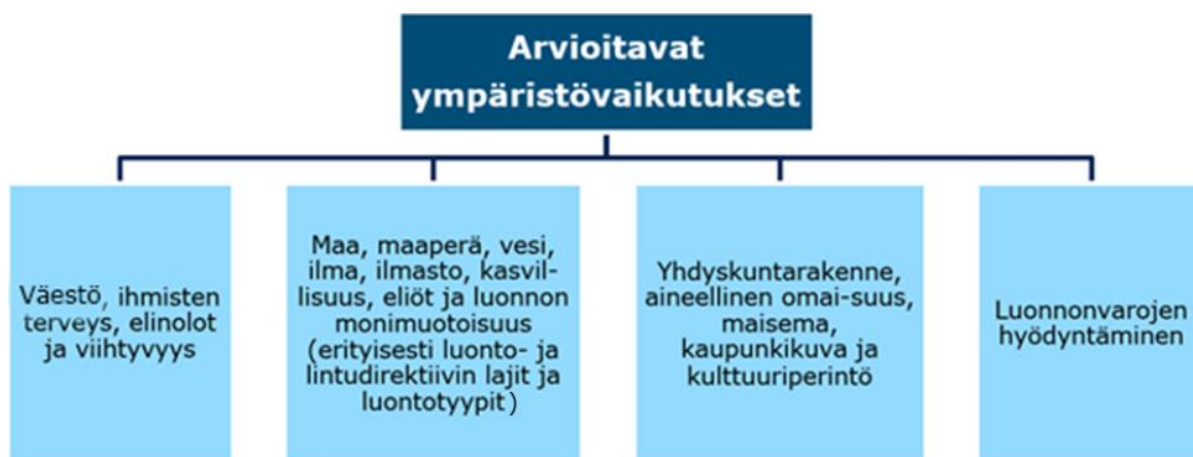 Arvioitavat
ympäristövaikutukset
Väestö, ihmisten
terveys, elinolot
ja viihtyvyys
Maa, maaperä, vesi,
ilma, ilmasto, kasvil-
lisuus, eliöt ja luonnon
monimuotoisuus
(erityisesti luonto- ja
lintudirektiivin lajit ja
luontotyypit)
Yhdyskuntarakenne,
aineellinen omai-suus,
maisema,
kaupunkikuva ja
kulttuuriperintö
Luonnonvarojen
hyödyntäminen